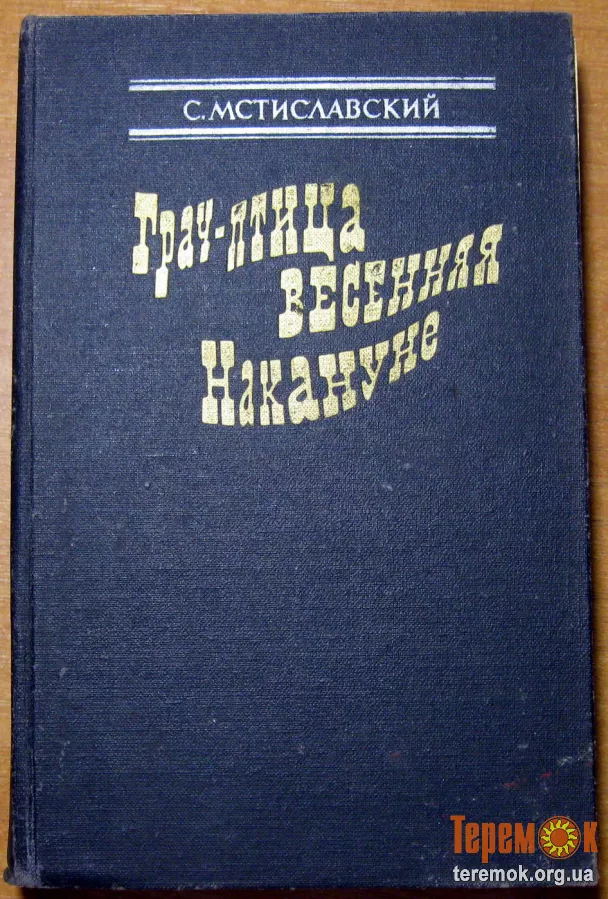 С. МСТИСЛАВСКИЙ
Грач-птица
весенняя
Накануне
Теремок
teremok.org.ua